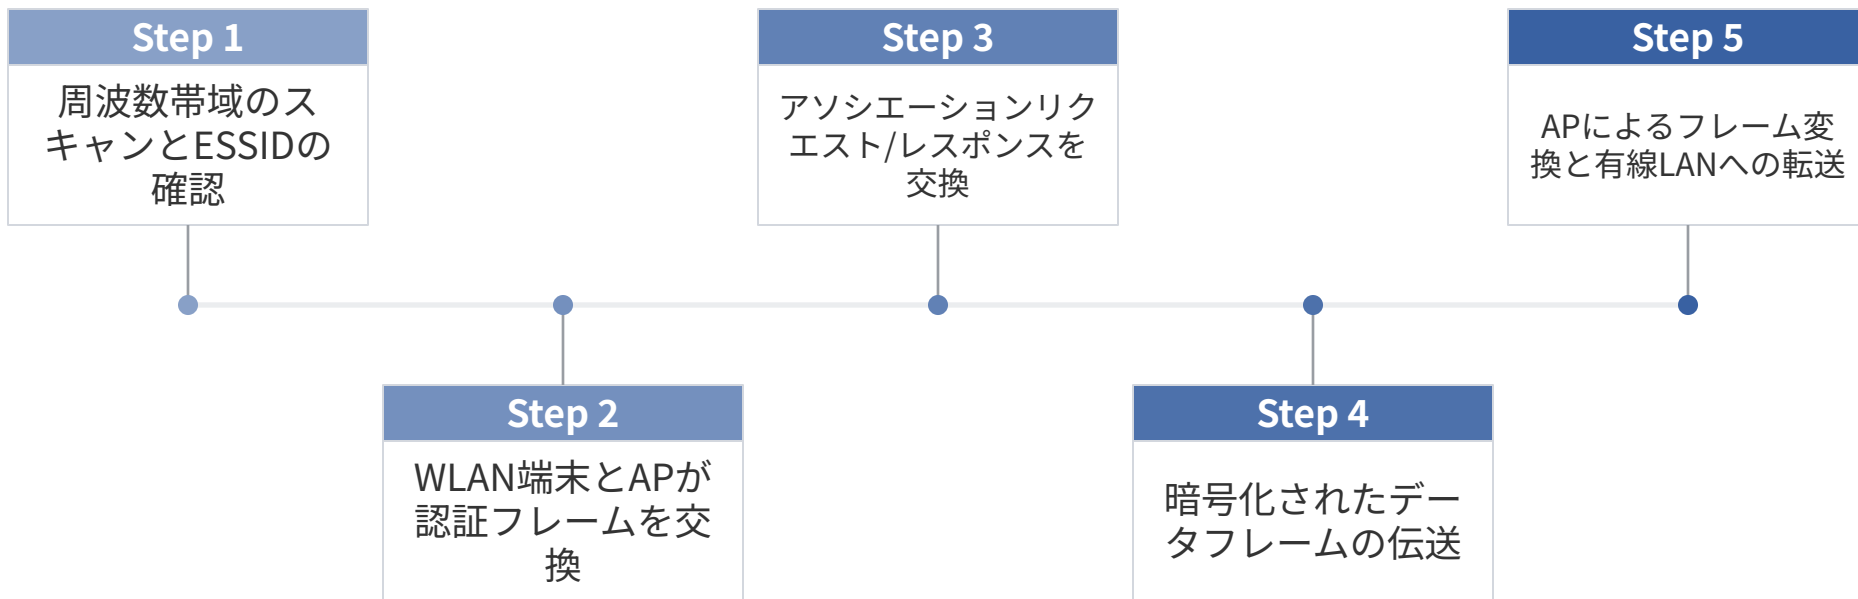 Step 1
周波数帯域のス
キャンとESSIDの
確認
Step 2
WLAN端末とAPが
認証フレームを交
換
Step 3
アソシエーションリク
エスト/レスポンスを
交換
Step 4
暗号化されたデー
タフレームの伝送
Step 5
APによるフレーム変
換と有線LANへの転送